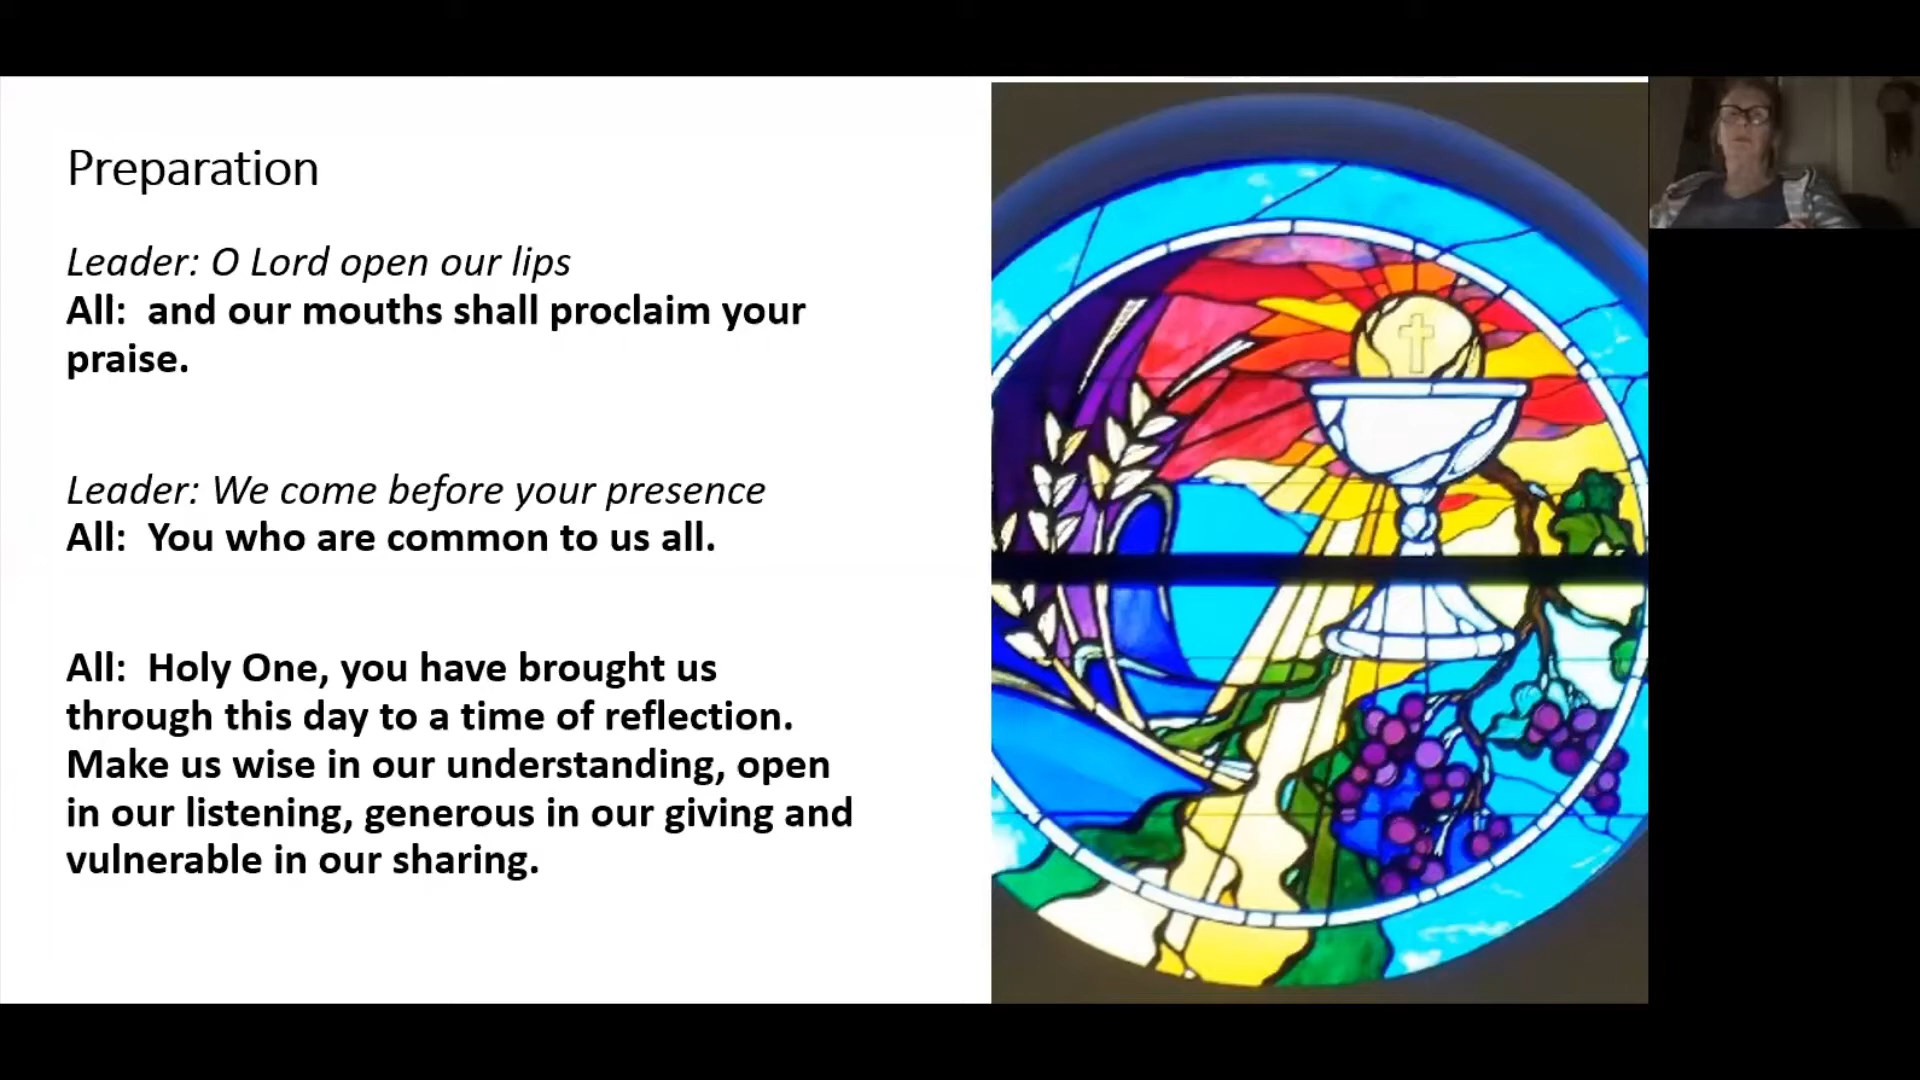 Preparation
Leader: O Lord open our lips
All: and our mouths shall proclaim your
praise.
Leader: We come before your presence
All: You who are common to us all.
All: Holy One, you have brought us
through this day to a time of reflection.
Make us wise in our understanding, open
in our listening, generous in our giving and
vulnerable in our sharing.